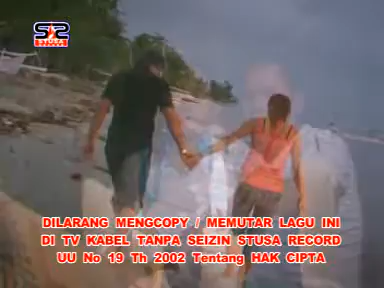 STUSA
DILARANG MENGCOPY / MEMUTAR LAGU INI
DI TV KABEL TANPA SEIZIN STUSA RECORD
UU No 19 Th 2002 Tentang HAK CIPTA